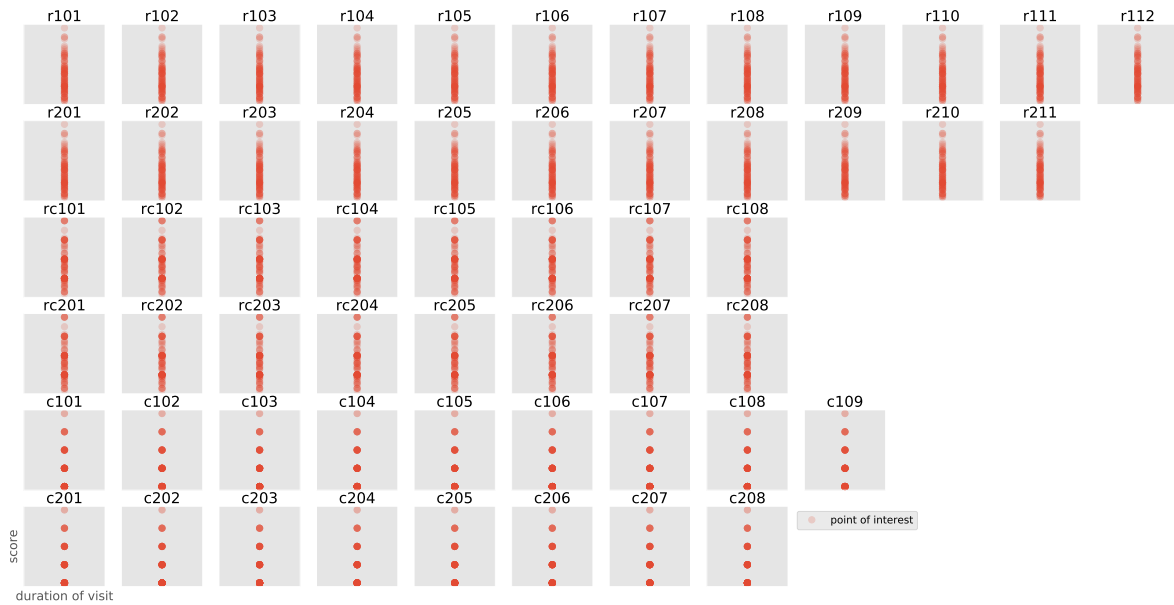 r101 r102 r103 r104 r105 r106 r107 r108 r109 r110 r111 r112
r201 r202 r203 r204 r205 r206 r207 r208 r209 r210 r211
rc101 rc102 rc103 rc104 rc105 rc106 rc107 rc108
rc201 rc202 rc203 rc204 rc205 rc206 rc207 rc208
c101 c102 c103 c104 c105 c106 c107 c108 c109
c201 c202 c203 c204 c205 c206 c207 c208
point of interest
score
duration of visit